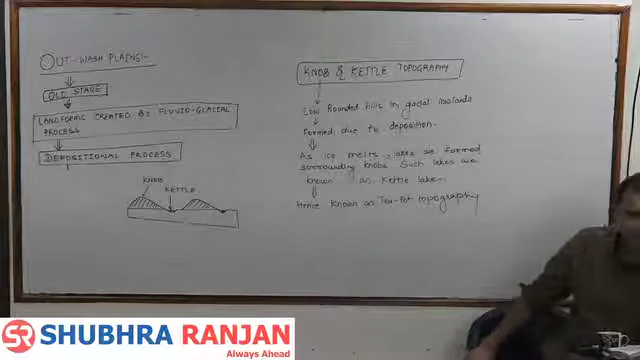 OUT-WASH PLAINS:-
OLD STAGE
LANDFORMS CREATED BY FLUVIO-GLACIAL
PROCESS
DEPOSITIONAL PROCESS
KNOB
KETTLE
KNOB & KETTLE TOPOGRAPHY
Low Rounded hills in glacial lowlands
Formed due to deposition.
As ice melts, lakes are formed
surrounding knobs Such lakes are
known as Kettle lakes.
Hence Known as Tea-Pot topography
SR SHUBHRA RANJAN
Always Ahead